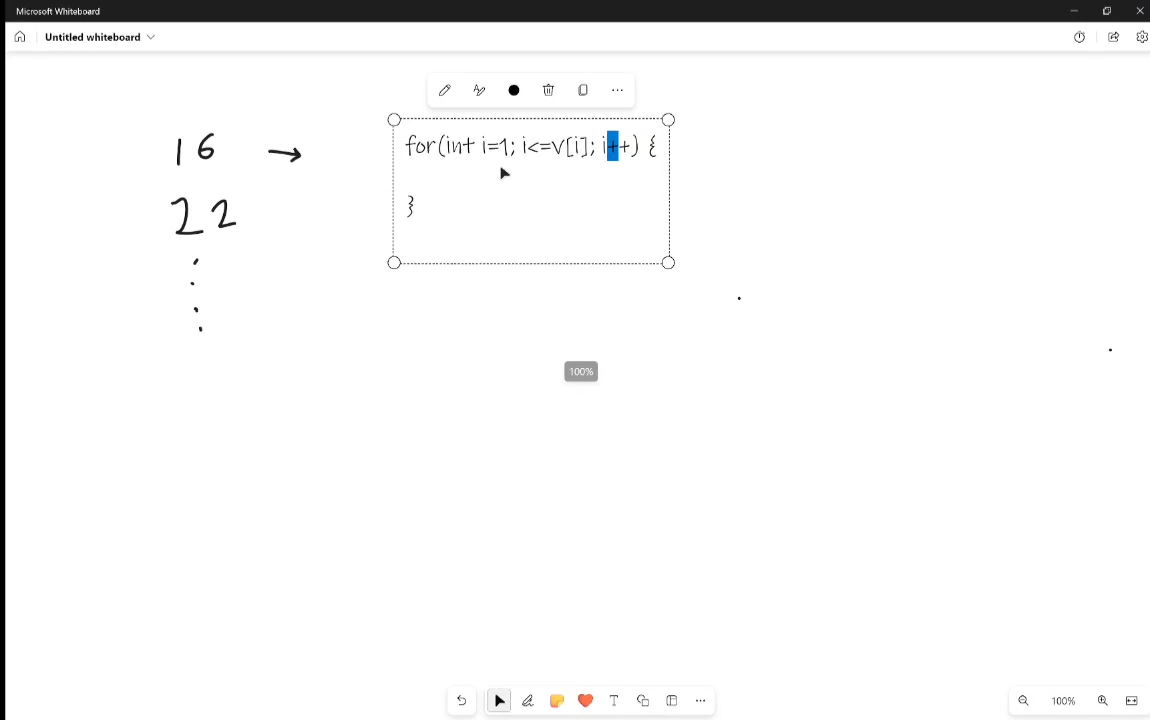 Microsoft Whiteboard
Untitled whiteboard
16 →
for(int i=1; i<=v[i]; i++) {
22
}
100%
T
100%